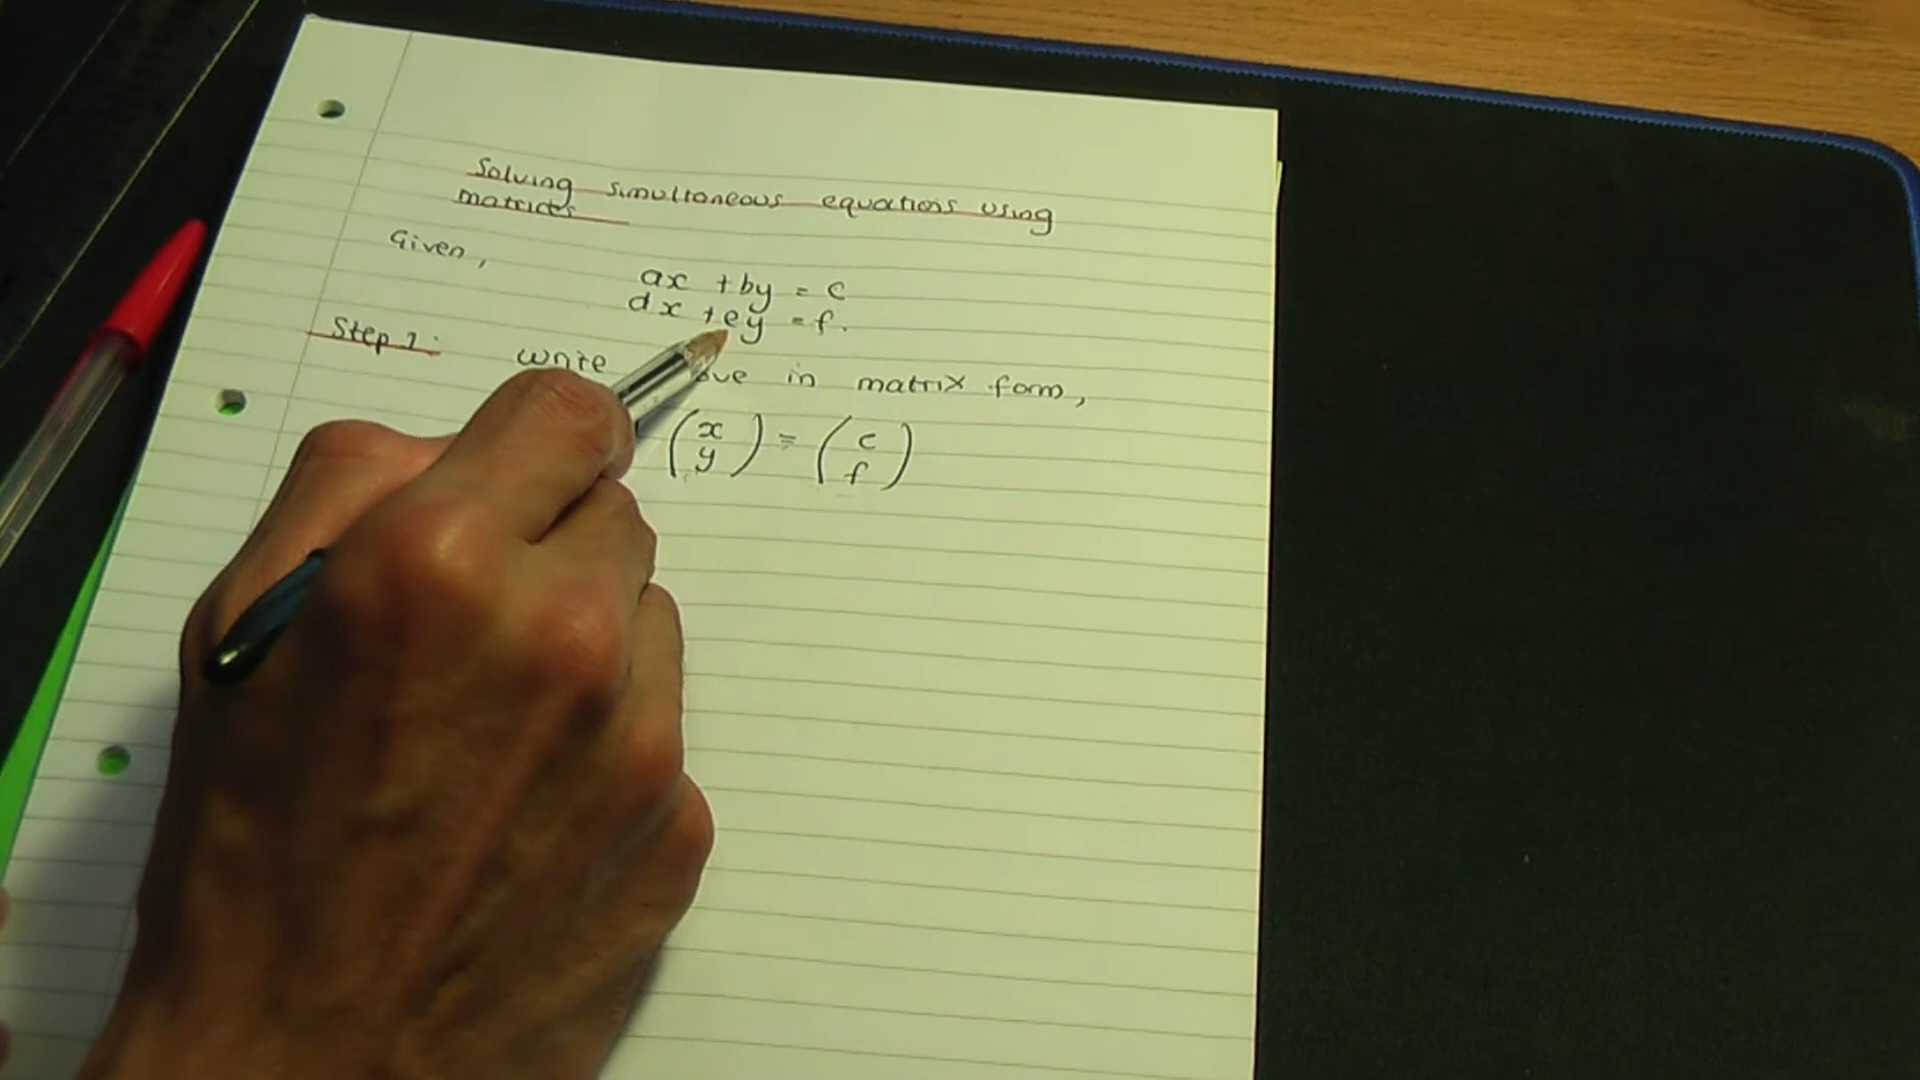 Solving simultaneous equations using
matrices
Given,
ax + by = c
dx + ey = f.
Step 1: write in matrix form,
(x y) = (c f)